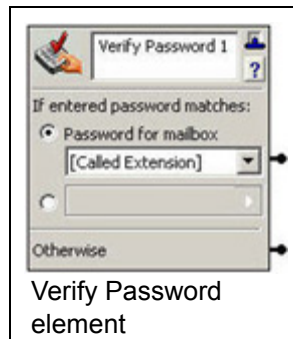 Verify Password 1
?
If entered password matches:
Password for mailbox
[Called Extension]
Otherwise
Verify Password
element